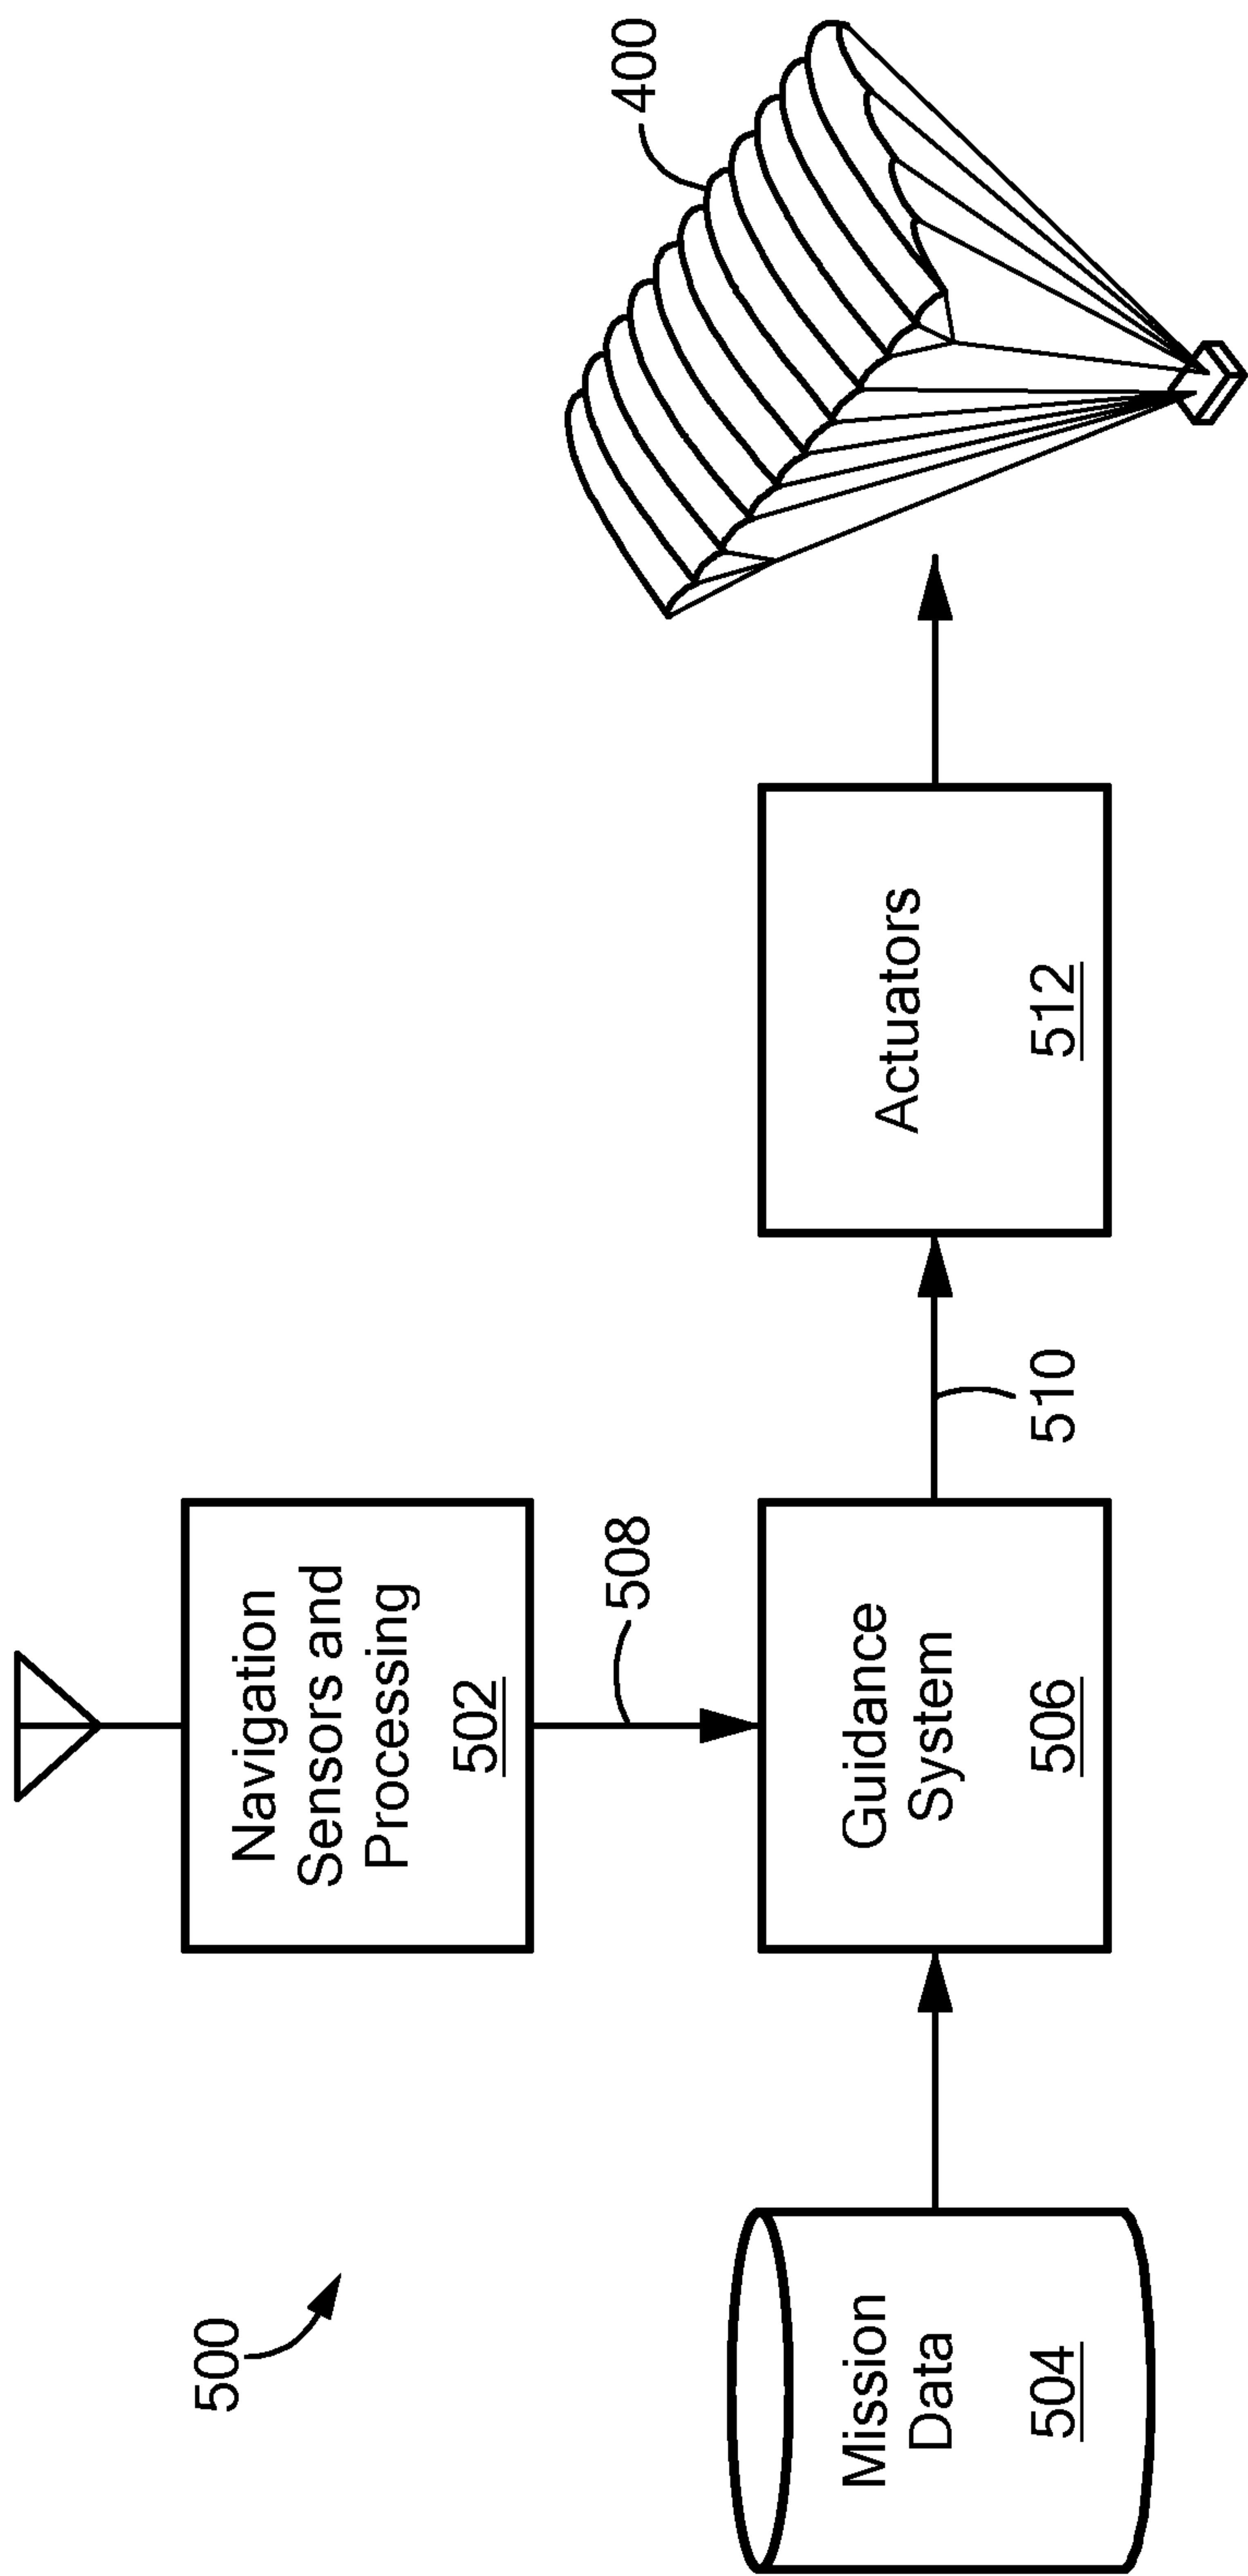 500
Navigation
Sensors and
Processing
502
508
400
Mission
Data
504
Guidance
System
506
510
Actuators
512